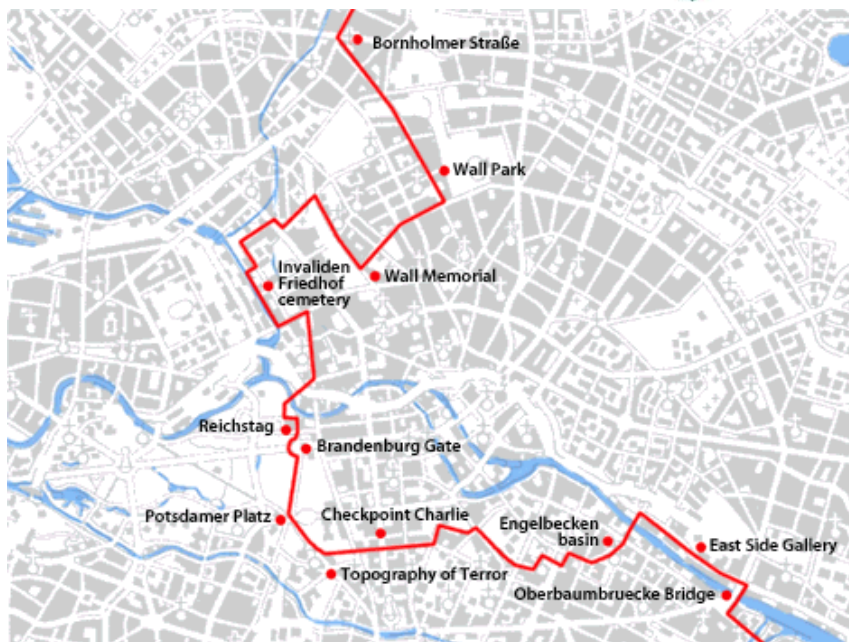 Bornholmer Straße
Wall Park
Invaliden
Friedhof
cemetery
Wall Memorial
Reichstag
Brandenburg Gate
Potsdamer Platz
Checkpoint Charlie
Engelbecken
basin
East Side Gallery
Topography of Terror
Oberbaumbruecke Bridge